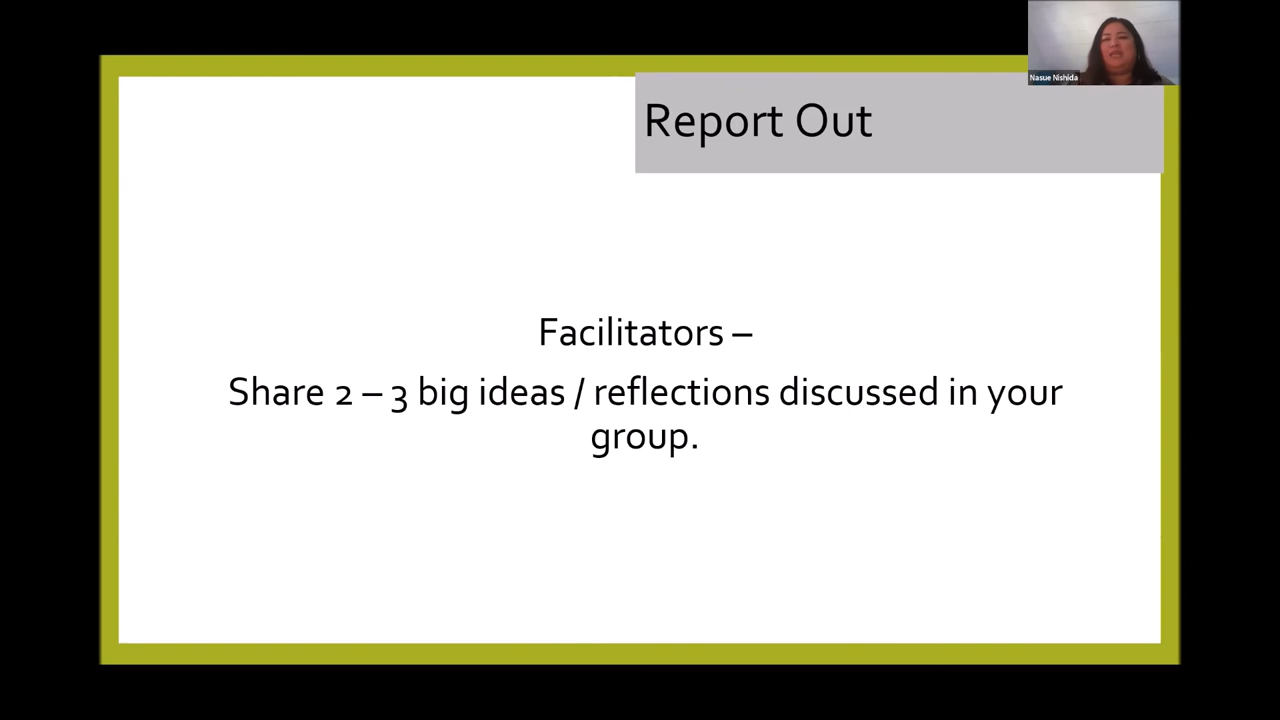 Nasue Nishida
Report Out
Facilitators –
Share 2 – 3 big ideas / reflections discussed in your
group.